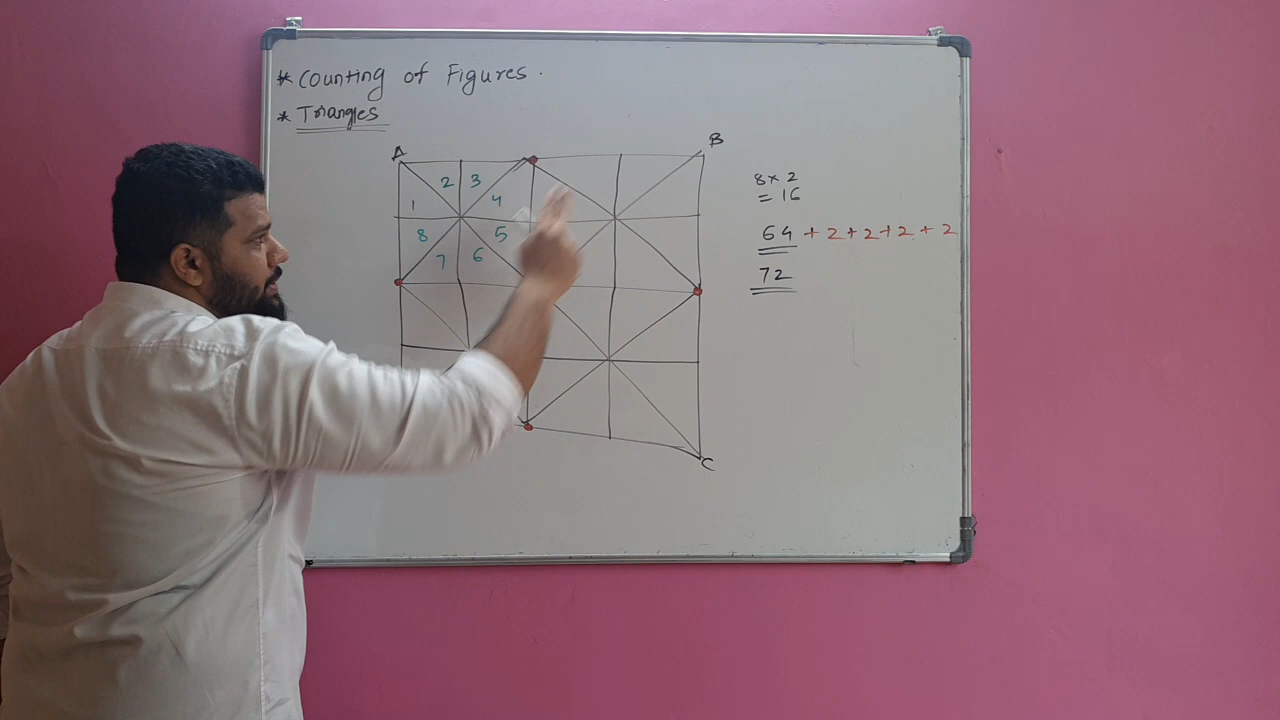 * Counting of Figures.
* Triangles
A
B
2 3
1 4
8 5
7 6
C
8 × 2
= 16
64 + 2 + 2 + 2 + 2
72